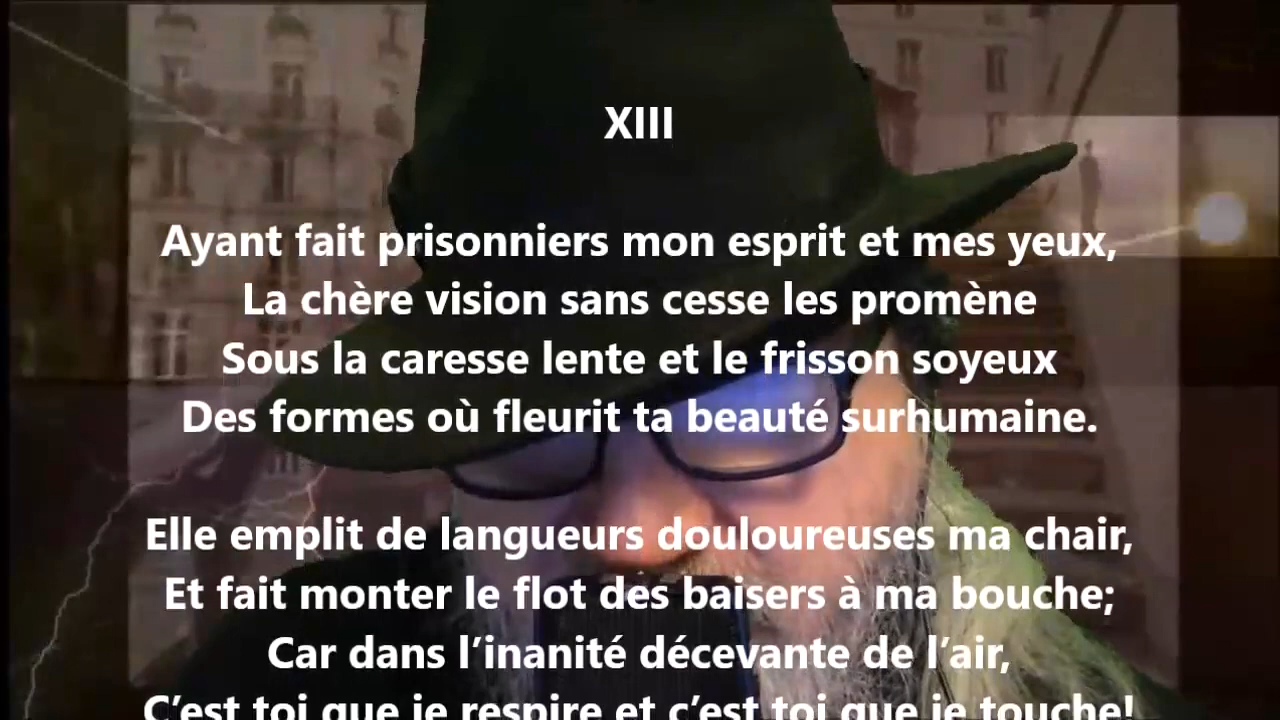 XIII
Ayant fait prisonniers mon esprit et mes yeux,
La chère vision sans cesse les promène
Sous la caresse lente et le frisson soyeux
Des formes où fleurit ta beauté surhumaine.
Elle emplit de langueurs douloureuses ma chair,
Et fait monter le flot des baisers à ma bouche;
Car dans l’inanité décevante de l’air,
C’est toi que je respire et c’est toi que je touche!